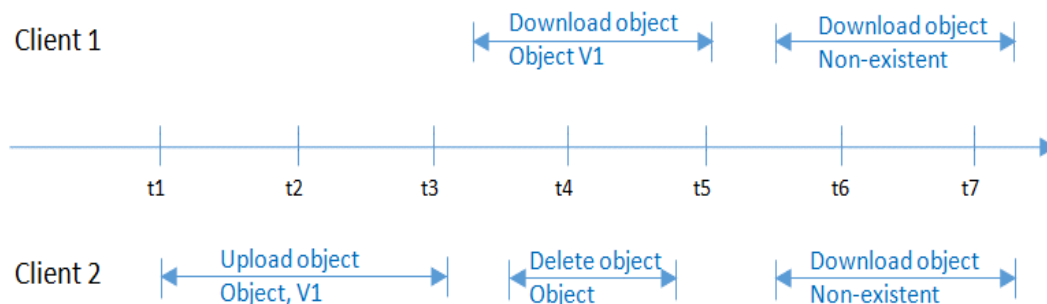 Client 1
Download object
Object V1
Download object
Non-existent
t1 t2 t3 t4 t5 t6 t7
Client 2
Upload object
Object, V1
Delete object
Object
Download object
Non-existent